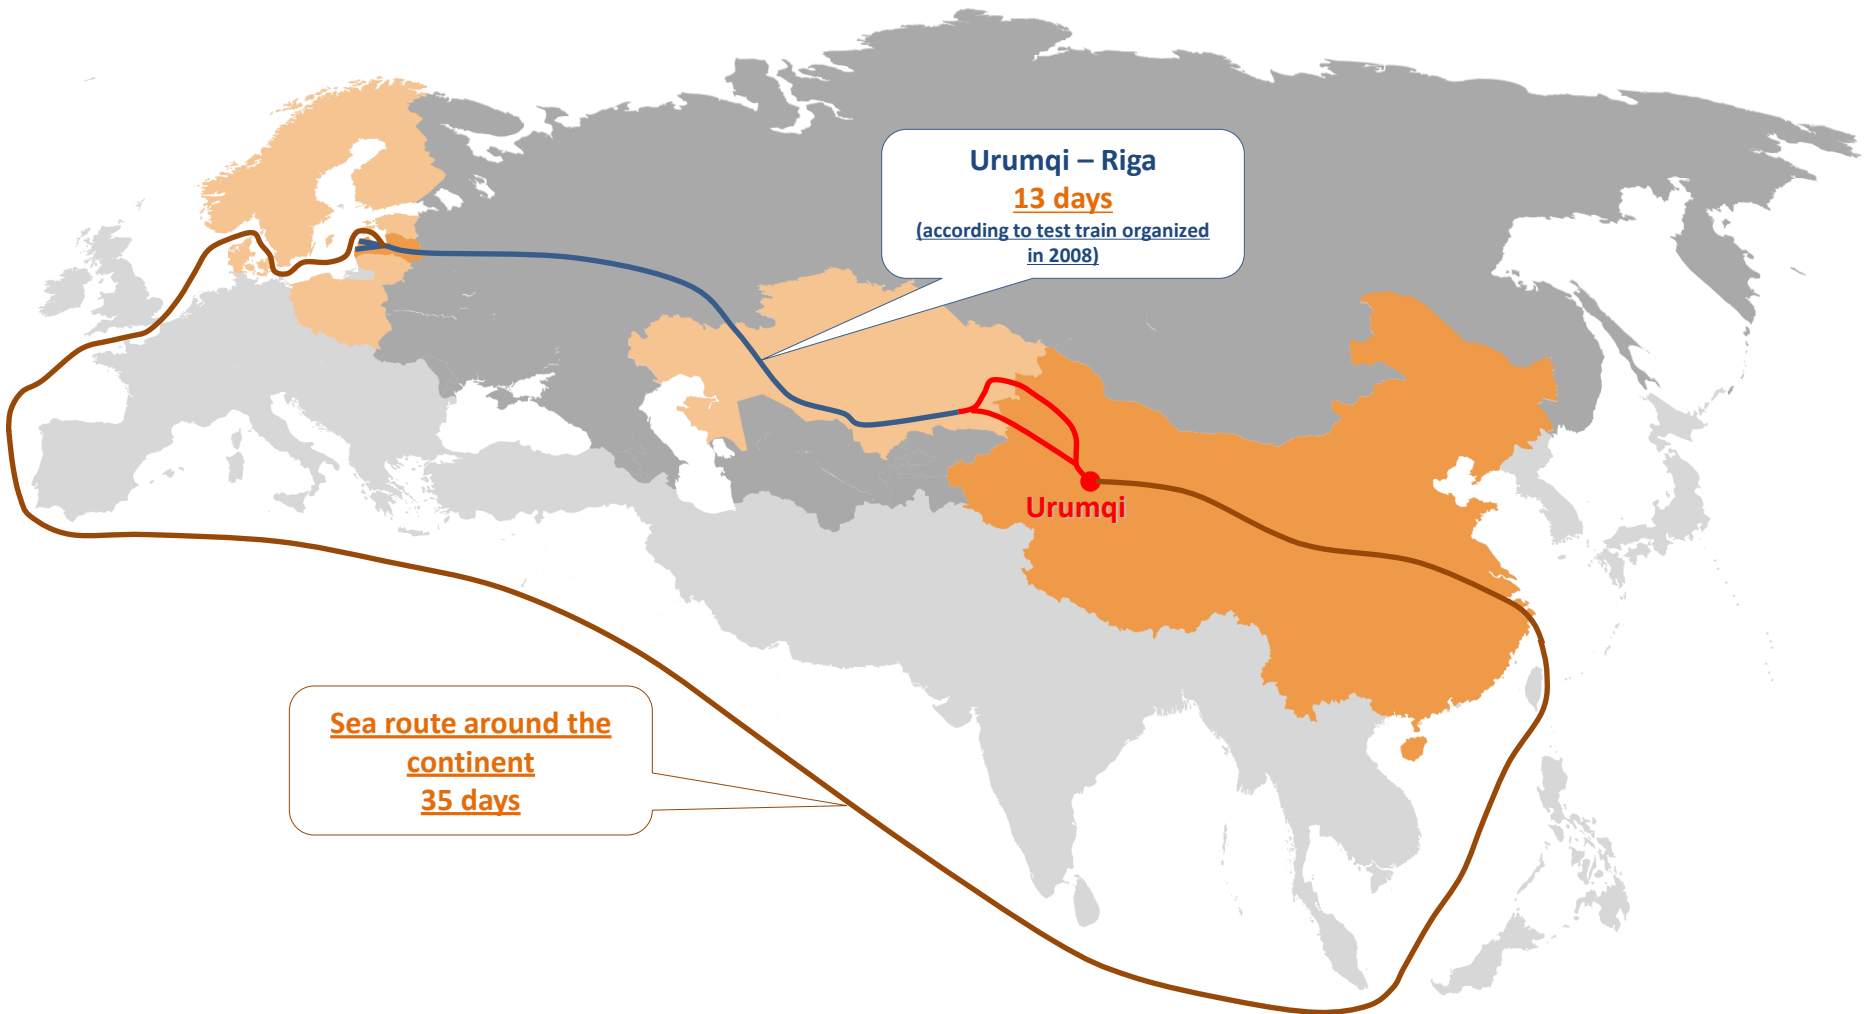 Urumqi – Riga
13 days
(according to test train organized
in 2008)
Urumqi
Sea route around the
continent
35 days